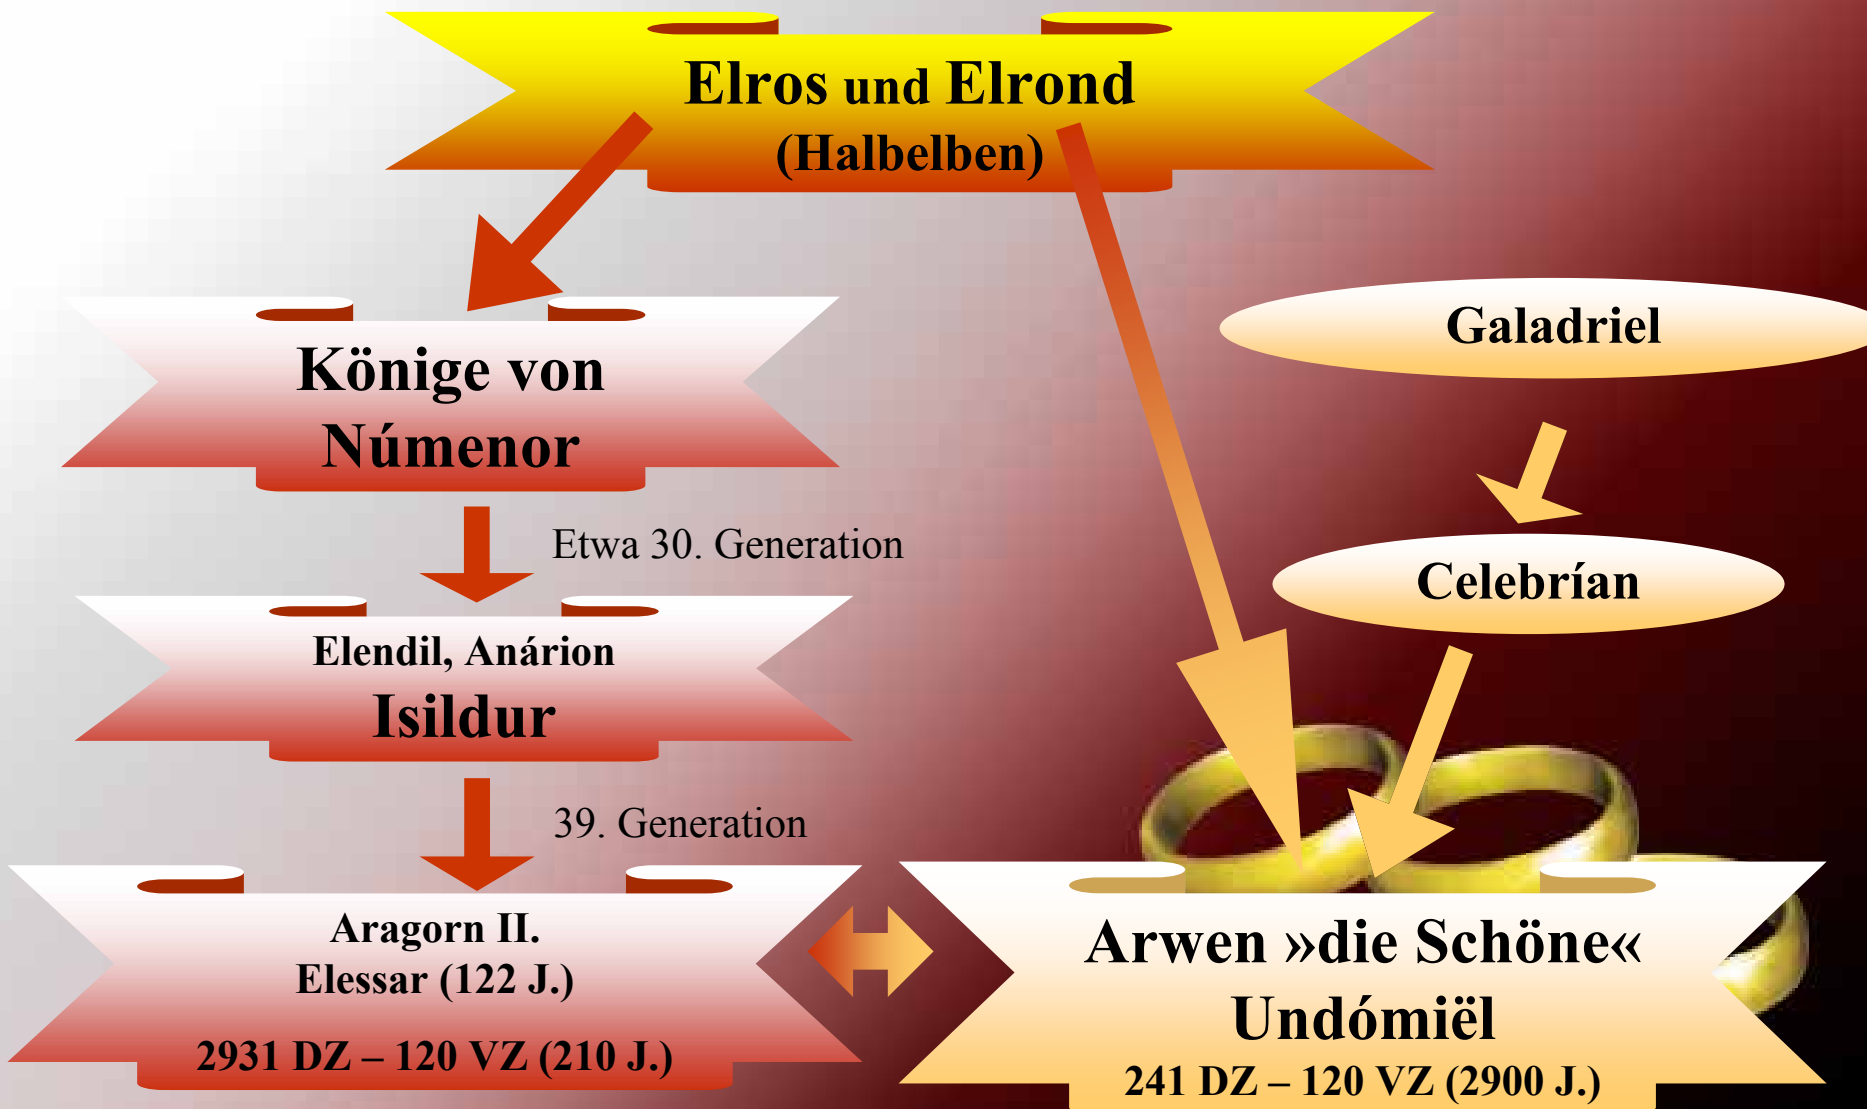 Elros und Elrond
(Halbelben)
Könige von
Númenor
Galadriel
Etwa 30. Generation
Celebrían
Elendil, Anárion
Isildur
39. Generation
Aragorn II.
Elessar (122 J.)
2931 DZ – 120 VZ (210 J.)
Arwen »die Schöne«
Undómiël
241 DZ – 120 VZ (2900 J.)